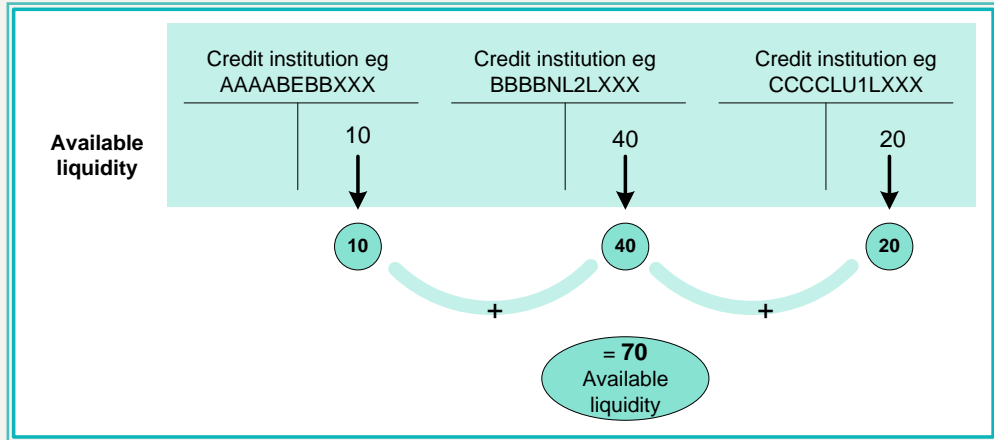 Credit institution eg
AAAABEBBXXX
Credit institution eg
BBBBNL2LXXX
Credit institution eg
CCCCLU1LXXX
Available
liquidity
10
40
20
10
40
20
+
+
= 70
Available
liquidity